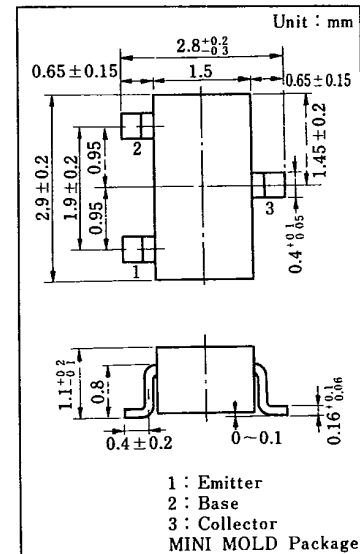 Unit : mm
2.8 +0.2 −0.3
0.65 ± 0.15
1.5
0.65 ± 0.15
2.9 ± 0.2
1.9 ± 0.2
0.95
0.95
2
1
3
1.45 ± 0.2
0.4 +0.1 −0.05
1.1 +0.2 −0.1
0.8
0.4 ± 0.2
0~0.1
0.16 +0.1 −0.06
1 : Emitter
2 : Base
3 : Collector
MINI MOLD Package